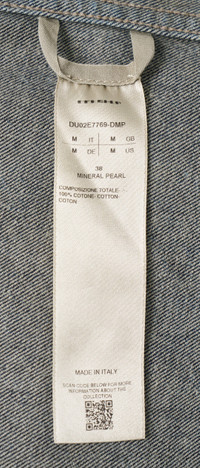 DU02E7769-DMP
M IT M GB
M DE M US
38
MINERAL PEARL
COMPOSIZIONE TOTALE-
100% COTONE- COTTON-
COTON
MADE IN ITALY
SCAN CODE BELOW FOR MORE
INFORMATION ABOUT THE
COLLECTION